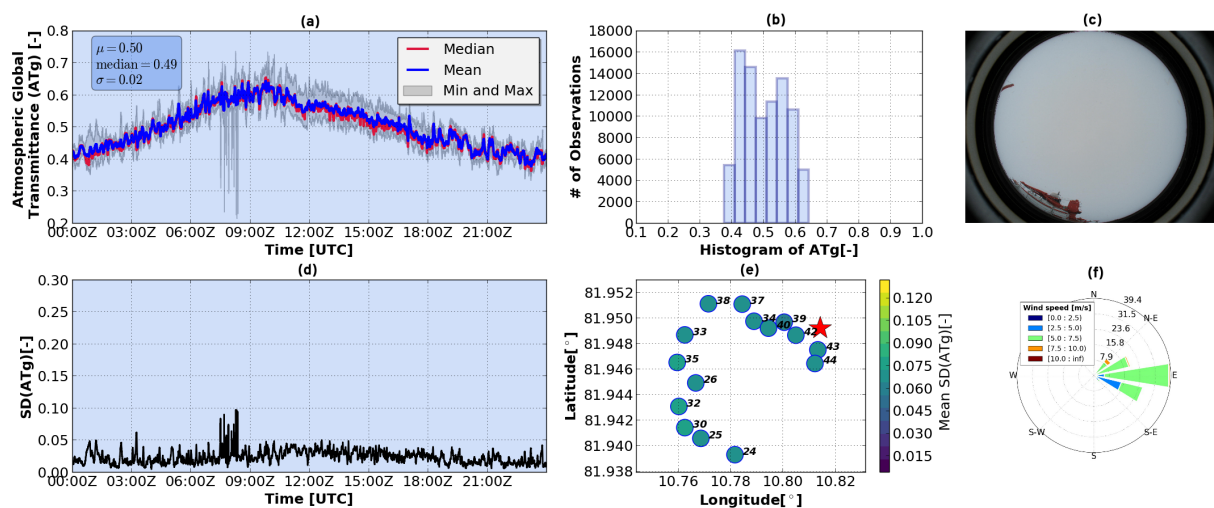 (a)
Atmospheric Global
Transmittance (ATg) [-]
0.8
0.7
0.6
0.5
0.4
0.3
0.2
μ = 0.50
median = 0.49
σ = 0.02
Median
Mean
Min and Max
00:00Z 03:00Z 06:00Z 09:00Z 12:00Z 15:00Z 18:00Z 21:00Z
Time [UTC]
(b)
# of Observations
18000
16000
14000
12000
10000
8000
6000
4000
2000
0
0.1 0.2 0.3 0.4 0.5 0.6 0.7 0.8 0.9 1.0
Histogram of ATg[-]
(c)
(d)
SD(ATg)[-]
0.30
0.25
0.20
0.15
0.10
0.05
0.00
00:00Z 03:00Z 06:00Z 09:00Z 12:00Z 15:00Z 18:00Z 21:00Z
Time [UTC]
(e)
Latitude[°]
81.952
81.950
81.948
81.946
81.944
81.942
81.940
81.938
38 37
34 39
40 42
33
43
35 44
26
32
30
25
24
10.76 10.78 10.80 10.82
Longitude[°]
0.120
0.105
0.090
0.075
0.060
0.045
0.030
0.015
Mean SD(ATg)[-]
(f)
N
N-E
E
S-E
S
S-W
W
39.4
31.5
23.6
15.8
7.9
Wind speed [m/s]
[0.0 : 2.5)
[2.5 : 5.0)
[5.0 : 7.5)
[7.5 : 10.0)
[10.0 : inf)